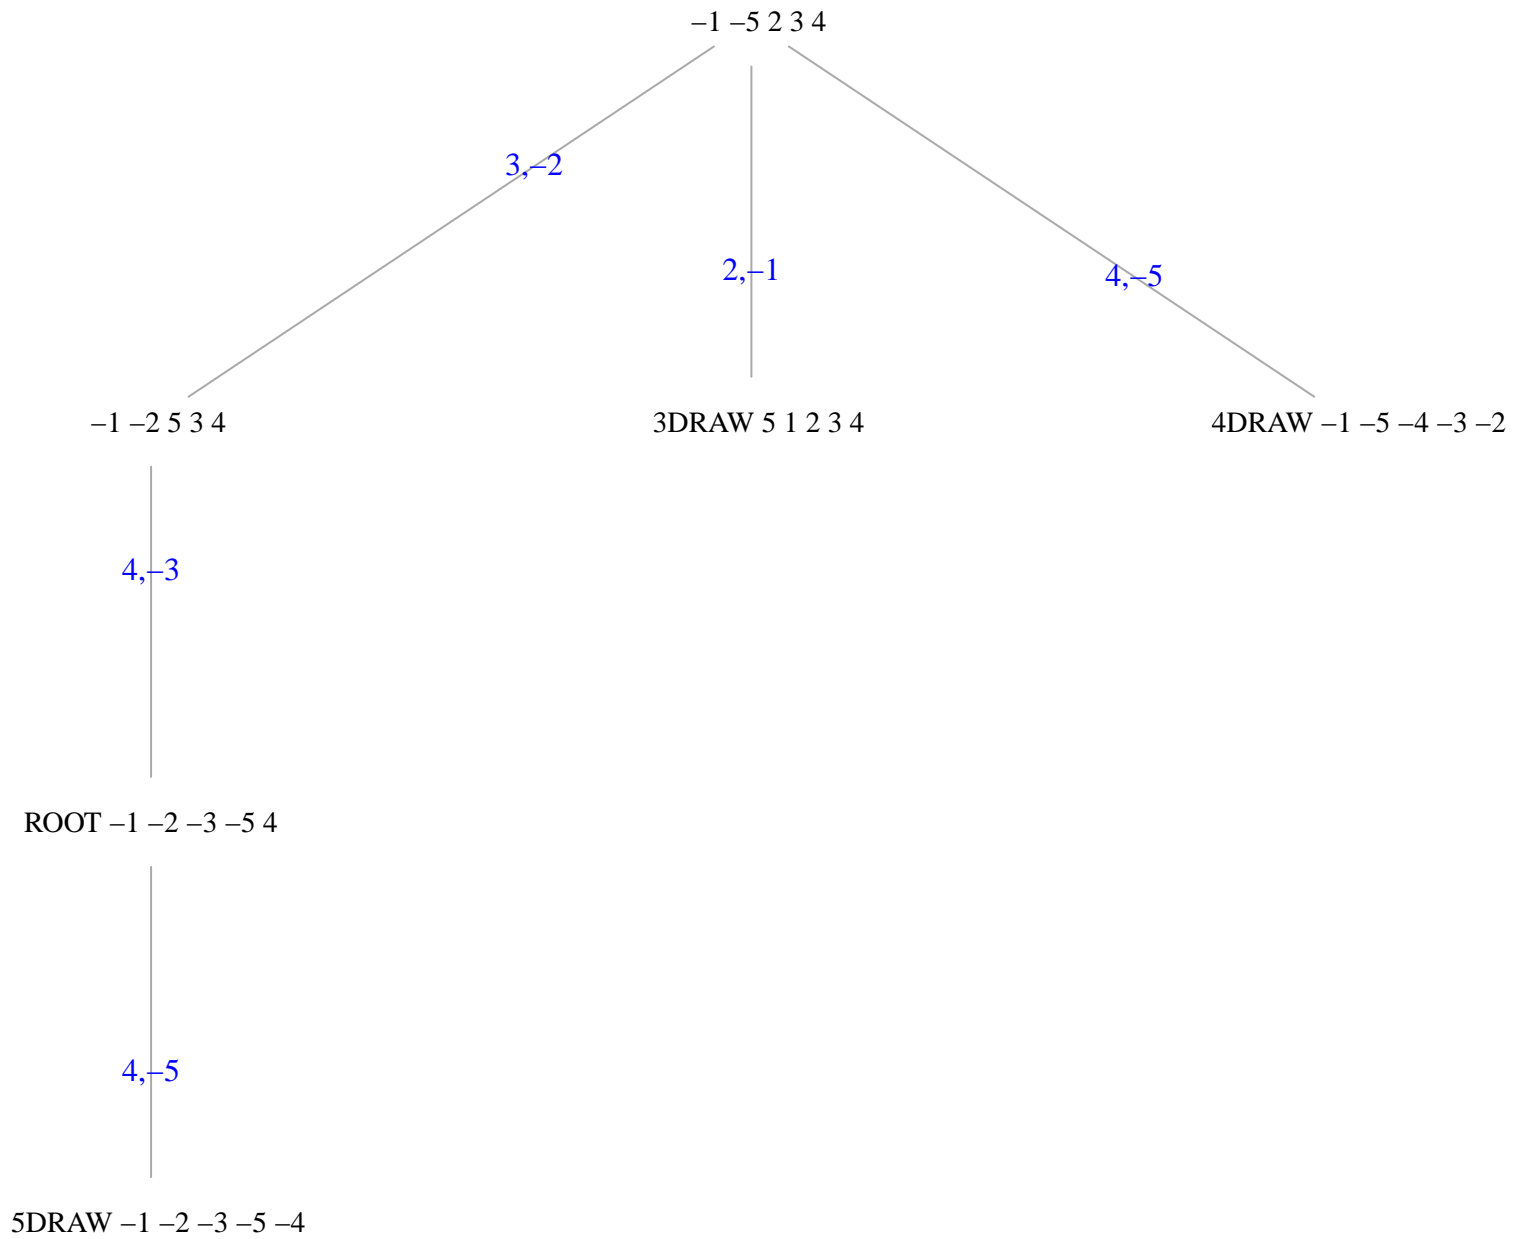 –1 –5 2 3 4
3,–2
2,–1
4,–5
–1 –2 5 3 4
3DRAW 5 1 2 3 4
4DRAW –1 –5 –4 –3 –2
4,–3
ROOT –1 –2 –3 –5 4
4,–5
5DRAW –1 –2 –3 –5 –4